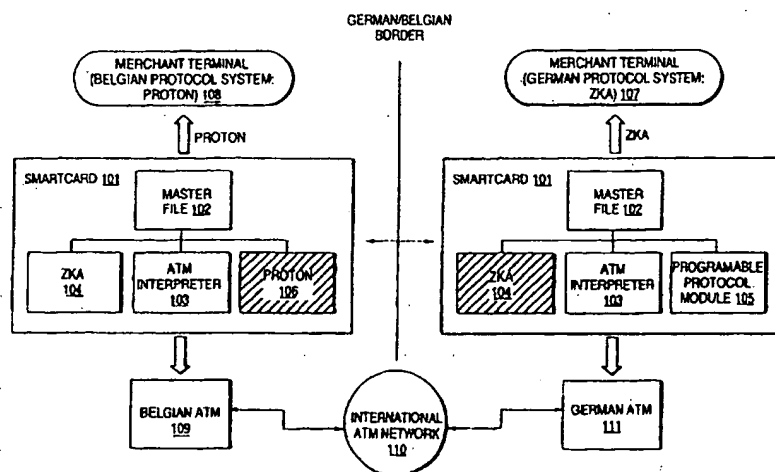 GERMAN/BELGIAN
BORDER
MERCHANT TERMINAL
(BELGIAN PROTOCOL SYSTEM:
PROTON) 108
MERCHANT TERMINAL
(GERMAN PROTOCOL SYSTEM:
ZKA) 107
PROTON
ZKA
SMARTCARD 101
MASTER
FILE 102
ZKA
104
ATM
INTERPRETER
103
PROTON
106
SMARTCARD 101
MASTER
FILE 102
ZKA
104
ATM
INTERPRETER
103
PROGRAMABLE
PROTOCOL
MODULE 105
BELGIAN ATM
109
INTERNATIONAL
ATM NETWORK
110
GERMAN ATM
111